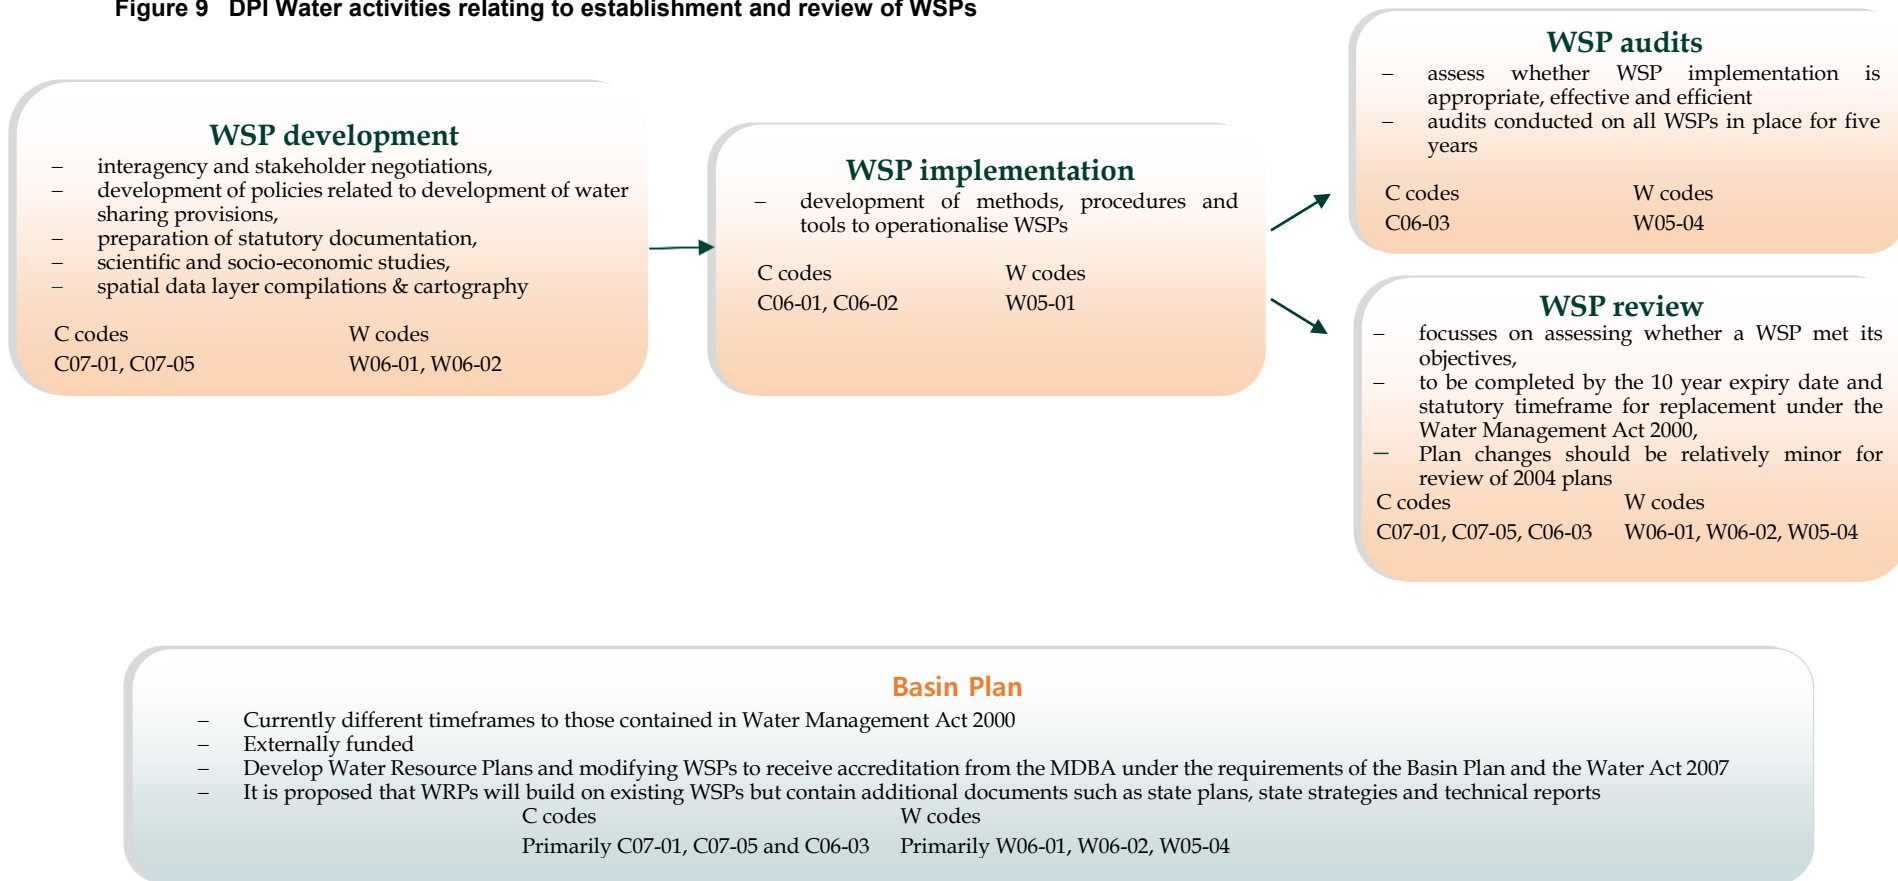 Figure 9 DPI Water activities relating to establishment and review of WSPs
WSP development
– interagency and stakeholder negotiations,
– development of policies related to development of water
sharing provisions,
– preparation of statutory documentation,
– scientific and socio-economic studies,
– spatial data layer compilations & cartography
C codes W codes
C07-01, C07-05 W06-01, W06-02
WSP implementation
– development of methods, procedures and
tools to operationalise WSPs
C codes W codes
C06-01, C06-02 W05-01
WSP audits
– assess whether WSP implementation is
appropriate, effective and efficient
– audits conducted on all WSPs in place for five
years
C codes W codes
C06-03 W05-04
WSP review
– focusses on assessing whether a WSP met its
objectives,
– to be completed by the 10 year expiry date and
statutory timeframe for replacement under the
Water Management Act 2000,
– Plan changes should be relatively minor for
review of 2004 plans
C codes W codes
C07-01, C07-05, C06-03 W06-01, W06-02, W05-04
Basin Plan
– Currently different timeframes to those contained in Water Management Act 2000
– Externally funded
– Develop Water Resource Plans and modifying WSPs to receive accreditation from the MDBA under the requirements of the Basin Plan and the Water Act 2007
– It is proposed that WRPs will build on existing WSPs but contain additional documents such as state plans, state strategies and technical reports
C codes W codes
Primarily C07-01, C07-05 and C06-03 Primarily W06-01, W06-02, W05-04